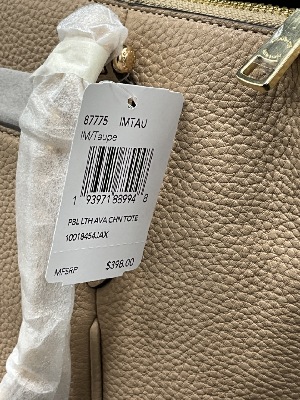 87775 IMTAU
IM/Taupe
1 93971 88994 8
PBL LTH AVA CHN TOTE
10018454JAX
MFSRP $398.00